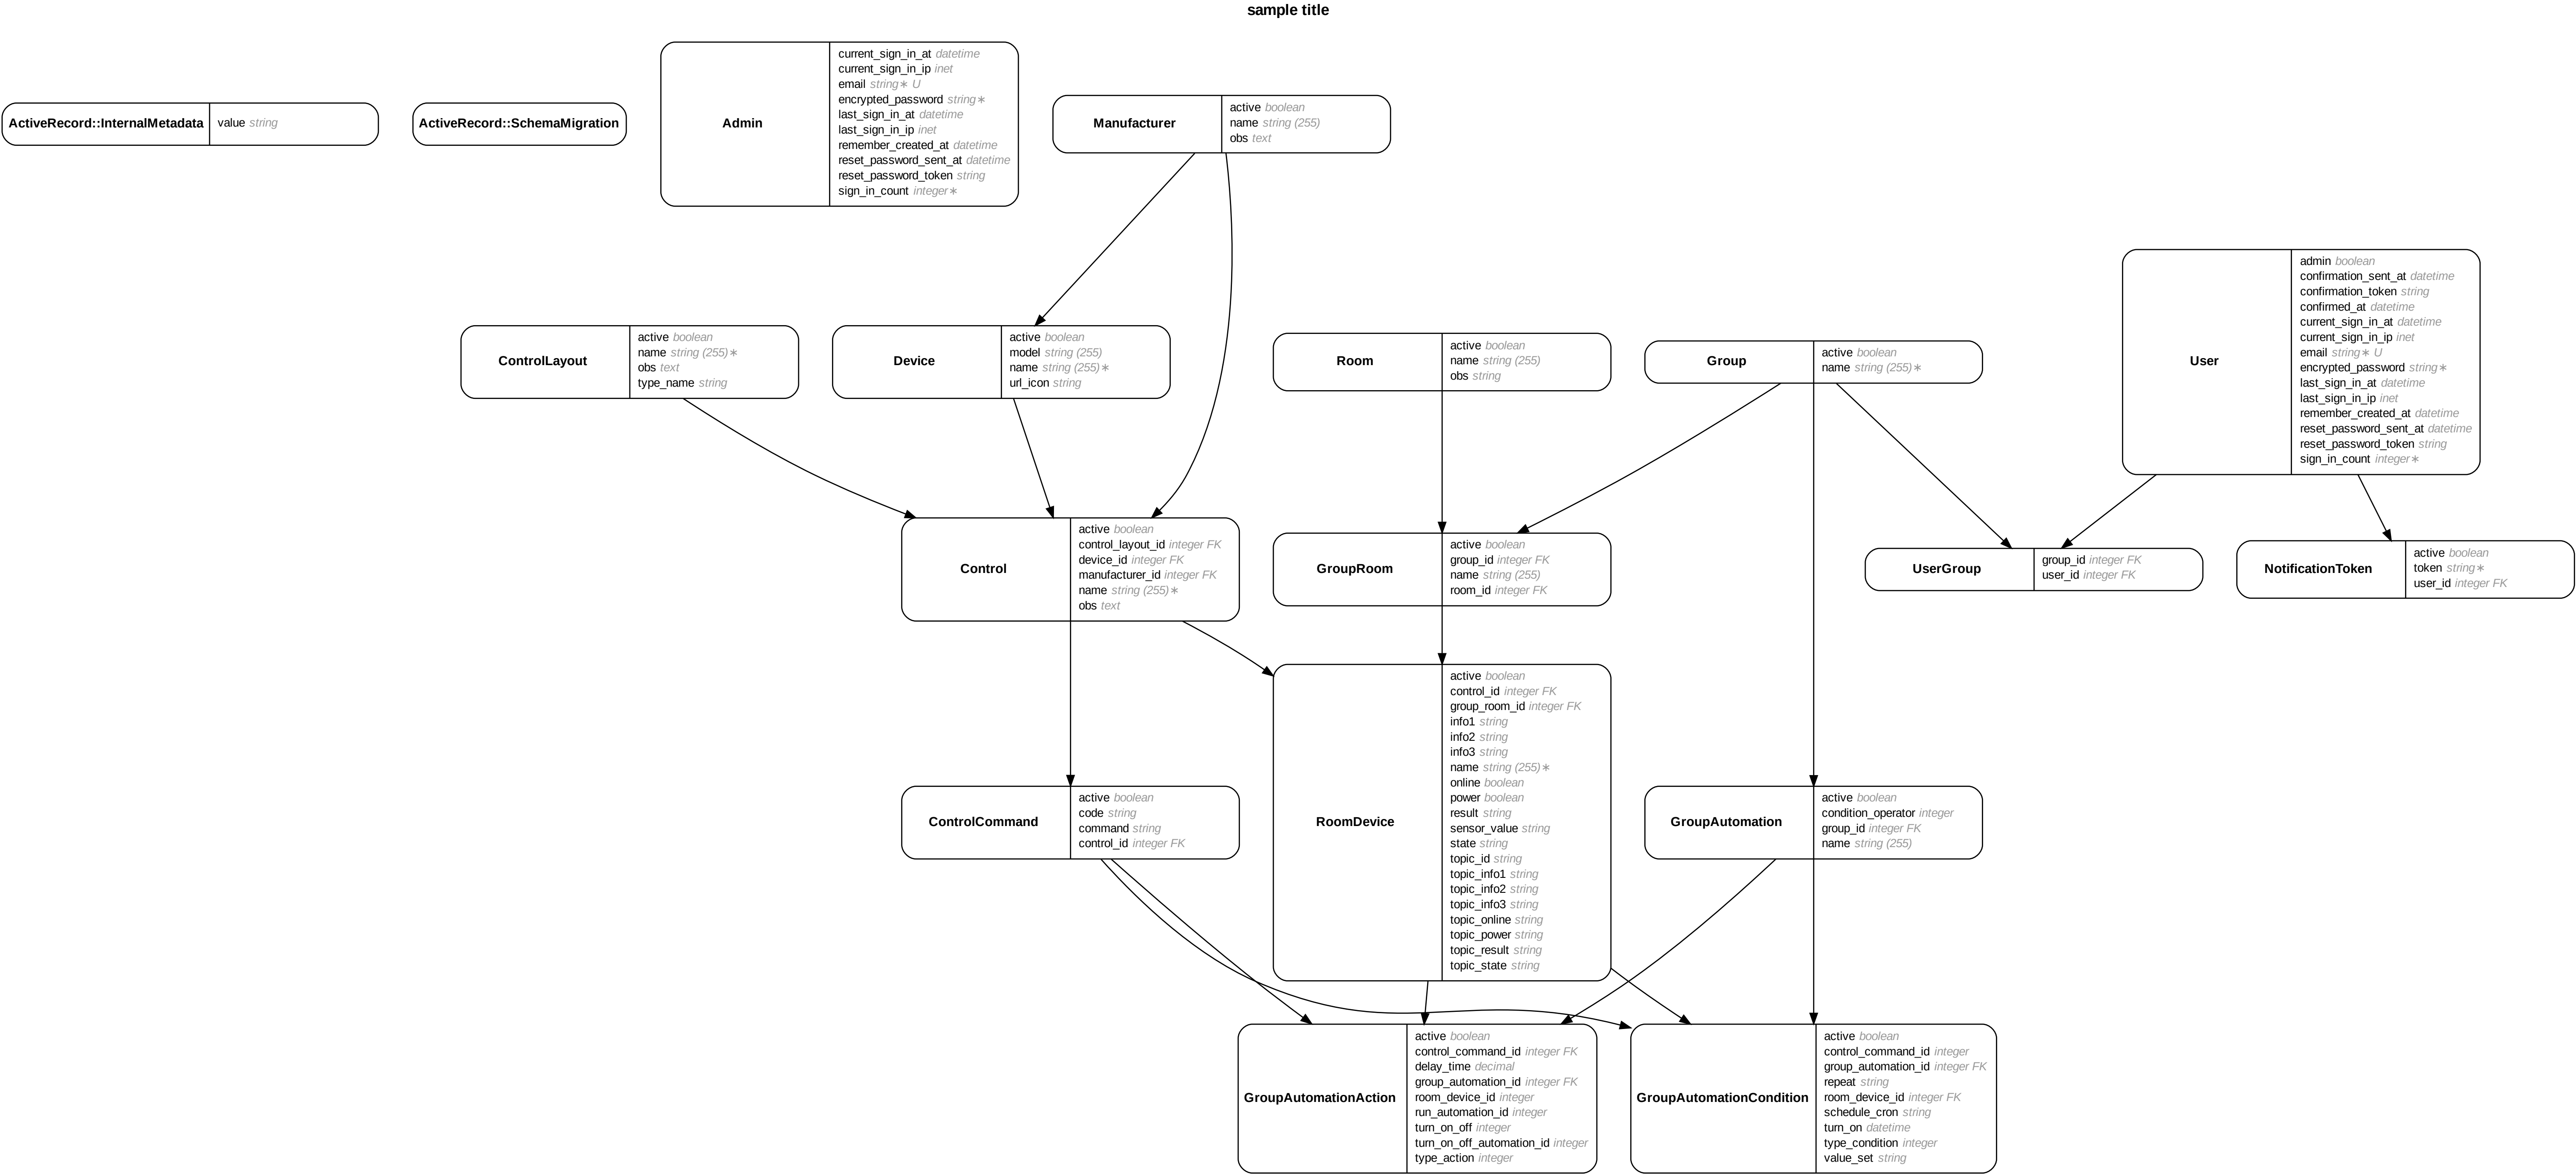 sample title
ActiveRecord::InternalMetadata
value string
ActiveRecord::SchemaMigration
Admin
current_sign_in_at datetime
current_sign_in_ip inet
email string∗ U
encrypted_password string∗
last_sign_in_at datetime
last_sign_in_ip inet
remember_created_at datetime
reset_password_sent_at datetime
reset_password_token string
sign_in_count integer∗
Manufacturer
active boolean
name string (255)
obs text
ControlLayout
active boolean
name string (255)∗
obs text
type_name string
Device
active boolean
model string (255)
name string (255)∗
url_icon string
Room
active boolean
name string (255)
obs string
Group
active boolean
name string (255)∗
User
admin boolean
confirmation_sent_at datetime
confirmation_token string
confirmed_at datetime
current_sign_in_at datetime
current_sign_in_ip inet
email string∗ U
encrypted_password string∗
last_sign_in_at datetime
last_sign_in_ip inet
remember_created_at datetime
reset_password_sent_at datetime
reset_password_token string
sign_in_count integer∗
Control
active boolean
control_layout_id integer FK
device_id integer FK
manufacturer_id integer FK
name string (255)∗
obs text
GroupRoom
active boolean
group_id integer FK
name string (255)
room_id integer FK
UserGroup
group_id integer FK
user_id integer FK
NotificationToken
active boolean
token string∗
user_id integer FK
ControlCommand
active boolean
code string
command string
control_id integer FK
RoomDevice
active boolean
control_id integer FK
group_room_id integer FK
info1 string
info2 string
info3 string
name string (255)∗
online boolean
power boolean
result string
sensor_value string
state string
topic_id string
topic_info1 string
topic_info2 string
topic_info3 string
topic_online string
topic_power string
topic_result string
topic_state string
GroupAutomation
active boolean
condition_operator integer
group_id integer FK
name string (255)
GroupAutomationAction
active boolean
control_command_id integer FK
delay_time decimal
group_automation_id integer FK
room_device_id integer
run_automation_id integer
turn_on_off integer
turn_on_off_automation_id integer
type_action integer
GroupAutomationCondition
active boolean
control_command_id integer
group_automation_id integer FK
repeat string
room_device_id integer FK
schedule_cron string
turn_on datetime
type_condition integer
value_set string